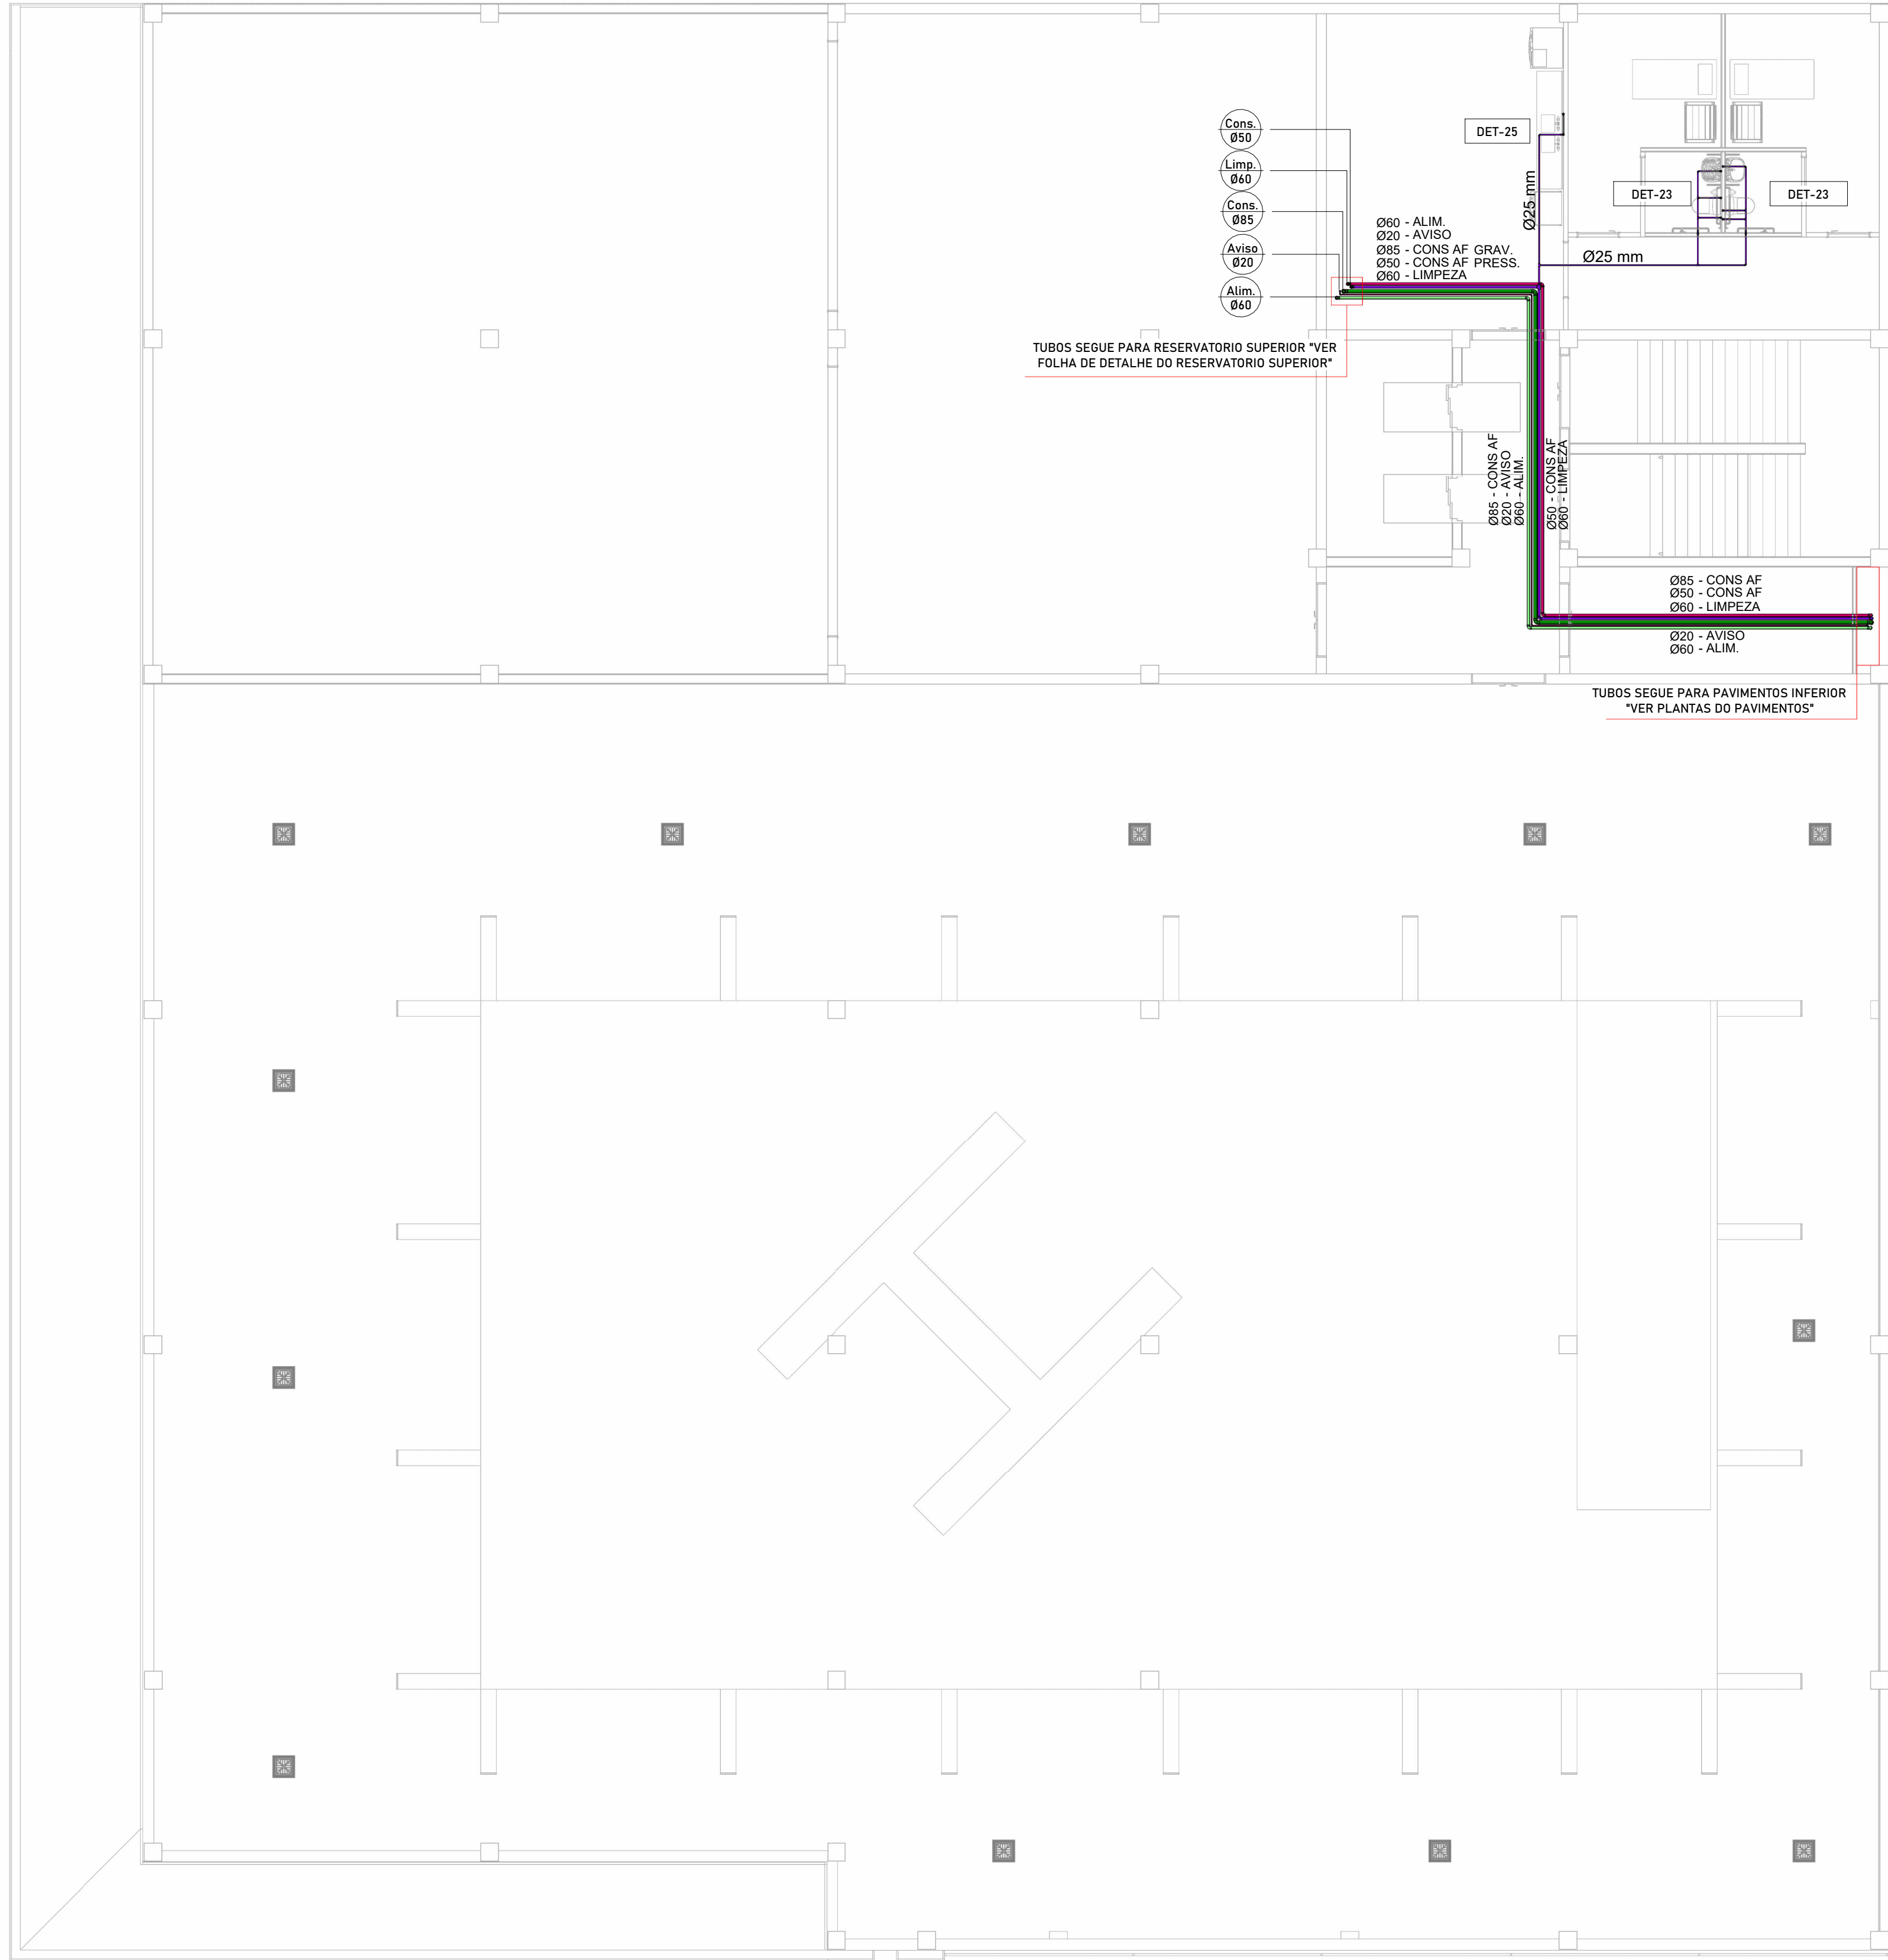 Cons.
Ø50
Limp.
Ø60
Cons.
Ø85
Aviso
Ø20
Alim.
Ø60
DET-25
DET-23
DET-23
Ø25 mm
Ø25 mm
Ø60 - ALIM.
Ø20 - AVISO
Ø85 - CONS AF GRAV.
Ø50 - CONS AF PRESS.
Ø60 - LIMPEZA
TUBOS SEGUE PARA RESERVATORIO SUPERIOR "VER
FOLHA DE DETALHE DO RESERVATORIO SUPERIOR"
Ø85 - CONS AF
Ø20 - AVISO
Ø60 - ALIM.
Ø50 - CONS AF
Ø60 - LIMPEZA
Ø85 - CONS AF
Ø50 - CONS AF
Ø60 - LIMPEZA
Ø20 - AVISO
Ø60 - ALIM.
TUBOS SEGUE PARA PAVIMENTOS INFERIOR
"VER PLANTAS DO PAVIMENTOS"
H